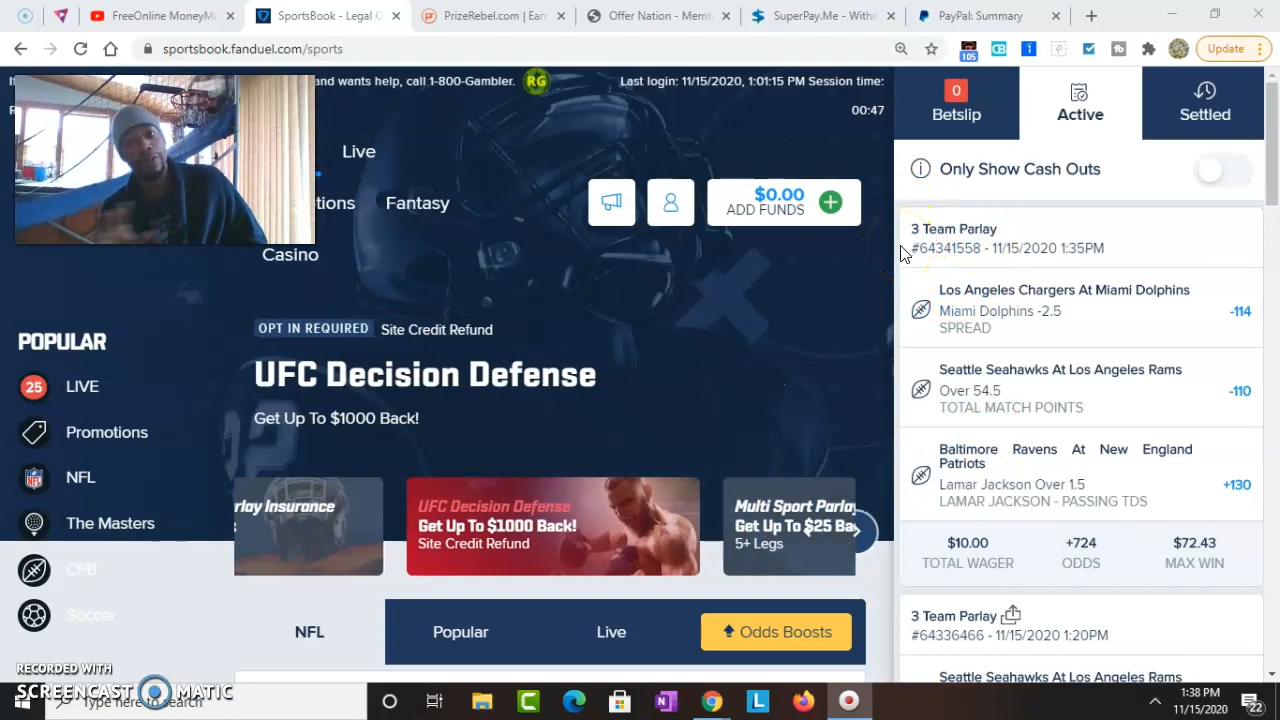 FreeOnline MoneyM
SportsBook - Legal O
PrizeRebel.com | Ear
Offer Nation - Memb
SuperPay.Me - Withd
PayPal: Summary
sportsbook.fanduel.com/sports
105
Update
and wants help, call 1-800-Gambler.
RG
Last login: 11/15/2020, 1:01:15 PM Session time:
00:47
Live
Fantasy
Casino
$0.00
ADD FUNDS
0
Betslip
Active
Settled
Only Show Cash Outs
3 Team Parlay
#64341558 - 11/15/2020 1:35PM
Los Angeles Chargers At Miami Dolphins
Miami Dolphins -2.5
-114
SPREAD
Seattle Seahawks At Los Angeles Rams
Over 54.5
-110
TOTAL MATCH POINTS
Baltimore Ravens At New England
Patriots
Lamar Jackson Over 1.5
+130
LAMAR JACKSON - PASSING TDS
$10.00
+724
$72.43
TOTAL WAGER
ODDS
MAX WIN
3 Team Parlay
#64336466 - 11/15/2020 1:20PM
Seattle Seahawks At Los Angeles Rams
POPULAR
25
LIVE
Promotions
NFL
The Masters
CFB
Soccer
OPT IN REQUIRED
Site Credit Refund
UFC Decision Defense
Get Up To $1000 Back!
rlay Insurance
UFC Decision Defense
Get Up To $1000 Back!
Site Credit Refund
Multi Sport Parlay
Get Up To $25 Ba
5+ Legs
NFL
Popular
Live
Odds Boosts
RECORDED WITH
SCREENCAST MATIC
Type here to search
1:38 PM
11/15/2020
22